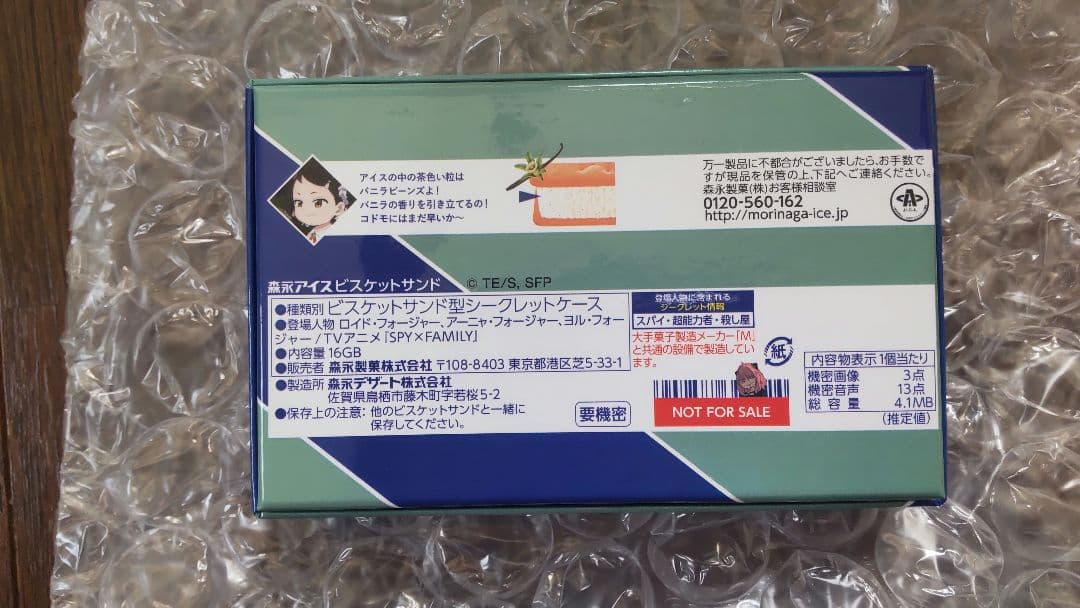 アイスの中の茶色い粒は
バニラビーンズよ!
バニラの香りを引き立てるの!
コドモにはまだ早いか〜
万一製品に不都合がございましたら、お手数で
すが現品を保管の上、下記へご連絡ください。
森永製菓(株)お客様相談室
0120-560-162
http://morinaga-ice.jp
森永アイス ビスケットサンド © TE/S, SFP
●種類別 ビスケットサンド型シークレットケース
●登場人物 ロイド・フォージャー、アーニャ・フォージャー、ヨル・フォー
ジャー / TVアニメ『SPY×FAMILY』
●内容量 16GB
●販売者 森永製菓株式会社 〒108-8403 東京都港区芝5-33-1
●製造所 森永デザート株式会社
佐賀県鳥栖市藤木町字若桜5-2
●保存上の注意: 他のビスケットサンドと一緒に
保存してください。
要機密
登場人物に含まれる
シークレット情報
スパイ・超能力者・殺し屋
大手菓子製造メーカー「M」
と共通の設備で製造してい
ます。
紙
NOT FOR SALE
内容物表示 1個当たり
機密画像 3点
機密音声 13点
総容量 4.1MB
(推定値)